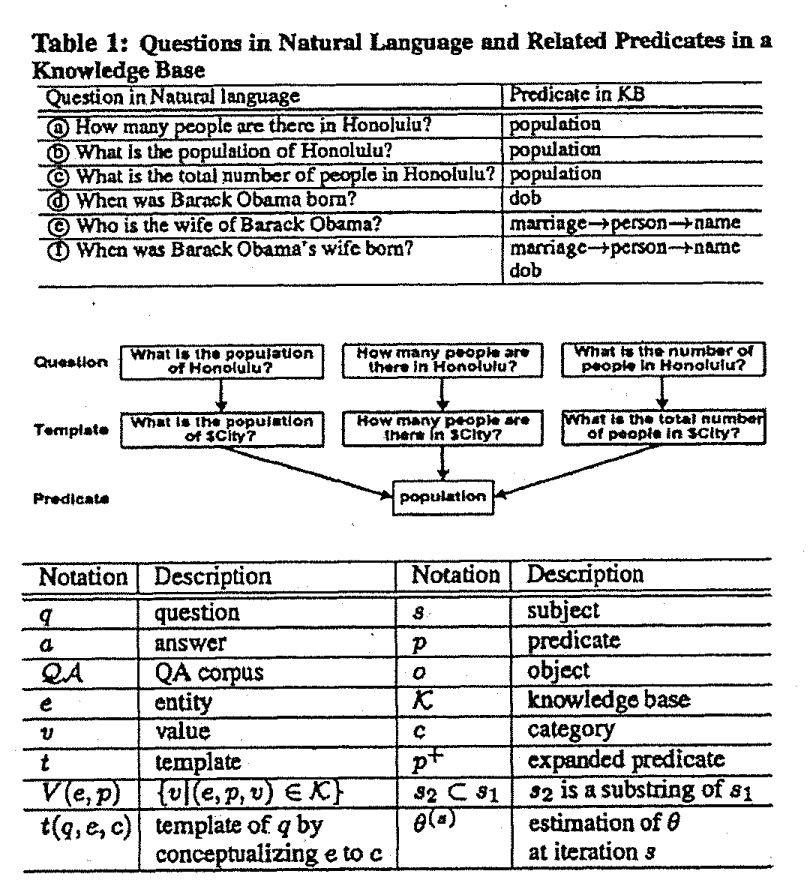 Table 1: Questions in Natural Language and Related Predicates in a
Knowledge Base
Question in Natural language | Predicate in KB
ⓐ How many people are there in Honolulu? | population
ⓑ What is the population of Honolulu? | population
ⓒ What is the total number of people in Honolulu? | population
ⓓ When was Barack Obama born? | dob
ⓔ Who is the wife of Barack Obama? | marriage→person→name
ⓕ When was Barack Obama's wife born? | marriage→person→name
dob
Question
What is the population
of Honolulu?
How many people are
there in Honolulu?
What is the number of
people in Honolulu?
Template
What is the population
of $City?
How many people are
there in $City?
What is the total number
of people in $City?
Predicate
population
Notation | Description | Notation | Description
q | question | s | subject
a | answer | p | predicate
QA | QA corpus | o | object
e | entity | K | knowledge base
v | value | c | category
t | template | p⁺ | expanded predicate
V(e, p) | {v|(e, p, v) ∈ K} | s₂ ⊂ s₁ | s₂ is a substring of s₁
t(q, e, c) | template of q by | θ⁽ˢ⁾ | estimation of θ
conceptualizing e to c | at iteration s